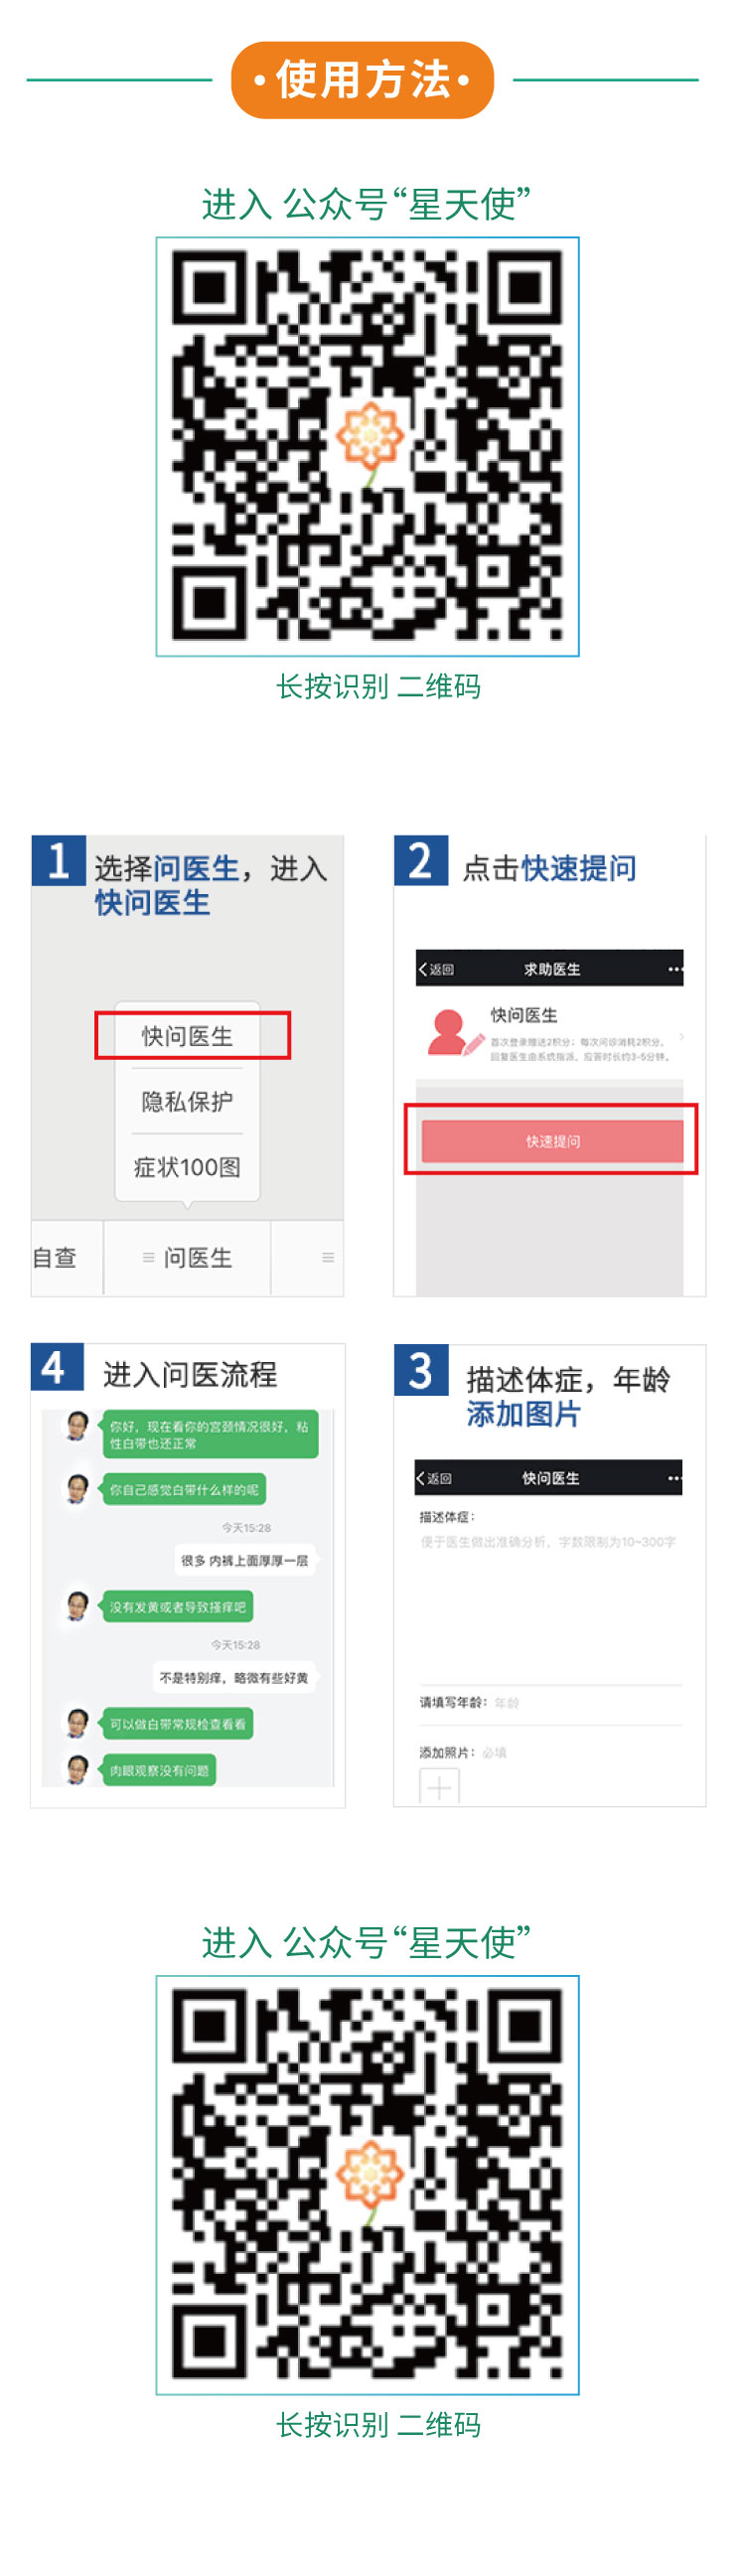 ·使用方法·
进入 公众号“星天使”
长按识别 二维码
1 选择问医生，进入
快问医生
快问医生
隐私保护
症状100图
自查
≡ 问医生
≡
2 点击快速提问
返回 求助医生 •••
快问医生
首次登录赠送2积分；每次问诊消耗2积分，
回复医生由系统指派，应答时长约3-5分钟。
快速提问
4 进入问医流程
你好，现在看你的宫颈情况很好，粘
性白带也还正常
你自己感觉白带什么样的呢
今天15:28
很多 内裤上面厚厚一层
没有发黄或者导致搔痒吧
今天15:28
不是特别痒，略微有些好黄
可以做白带常规检查看看
肉眼观察没有问题
3 描述体症，年龄
添加图片
返回 快问医生 •••
描述体症：
便于医生做出准确分析，字数限制为10~300字
请填写年龄：年龄
添加照片：必填
进入 公众号“星天使”
长按识别 二维码